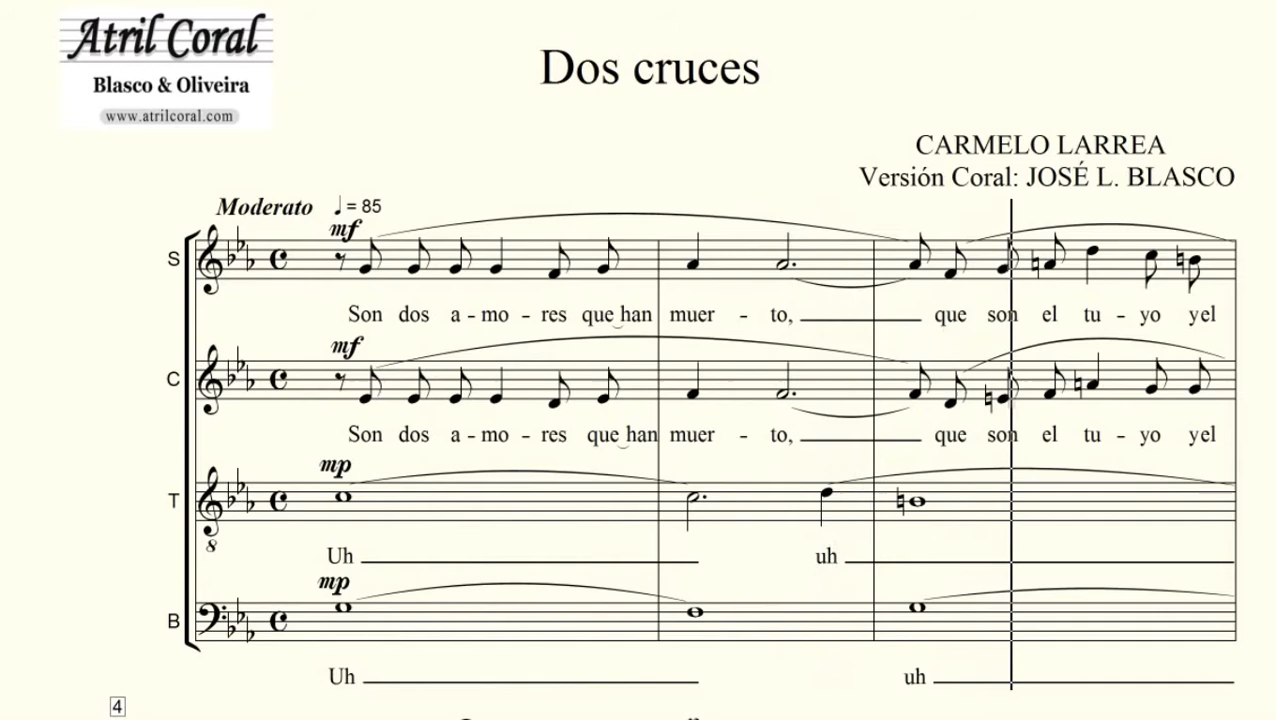 Atril Coral
Blasco & Oliveira
www.atrilcoral.com
Dos cruces
CARMELO LARREA
Versión Coral: JOSÉ L. BLASCO
Moderato ♩ = 85
mf
S
Son dos a - mo - res que han muer - to, que son el tu - yo yel
mf
C
Son dos a - mo - res que han muer - to, que son el tu - yo yel
mp
T
8
Uh uh
mp
B
Uh uh
4